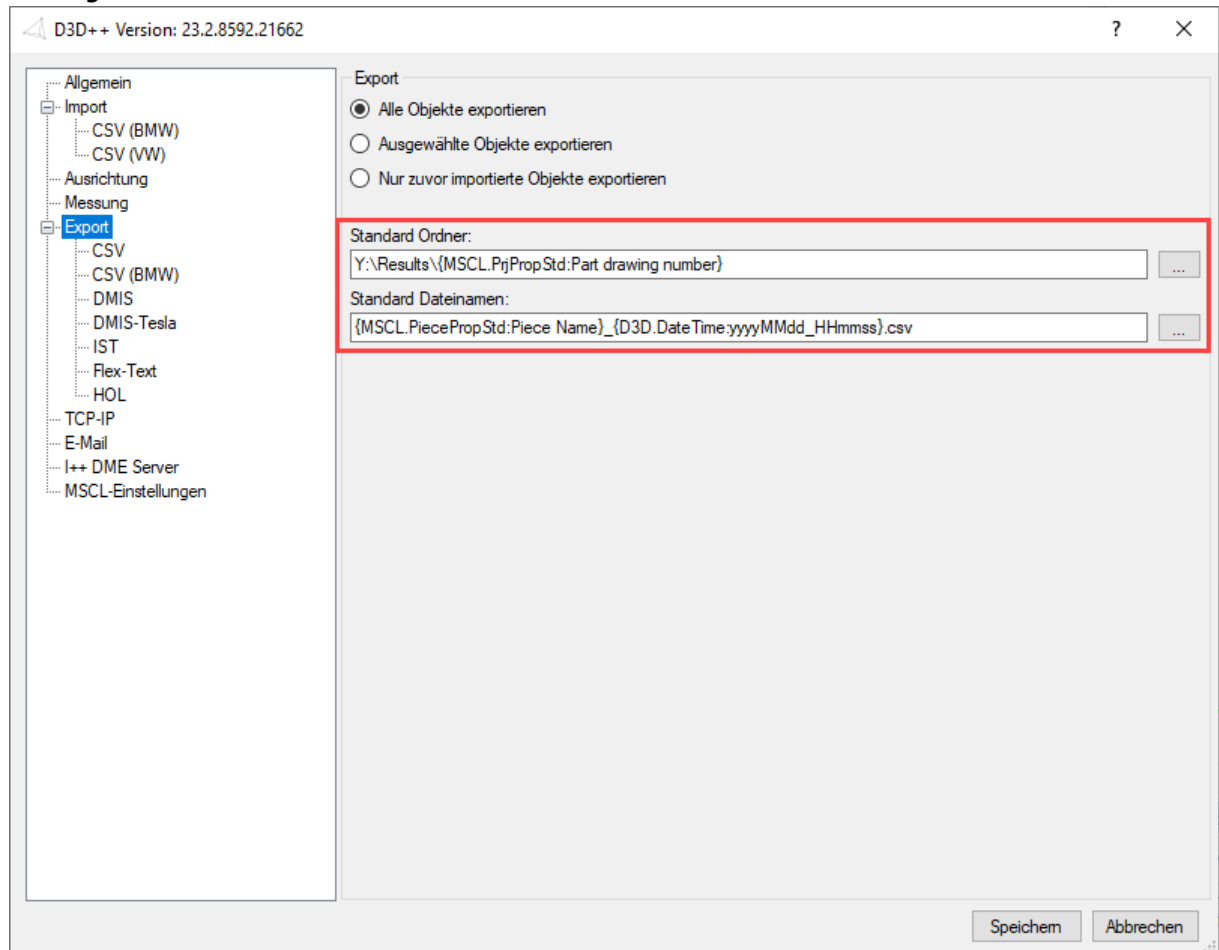 D3D++ Version: 23.2.8592.21662
?
Allgemein
Import
CSV (BMW)
CSV (VW)
Ausrichtung
Messung
Export
CSV
CSV (BMW)
DMIS
DMIS-Tesla
IST
Flex-Text
HOL
TCP-IP
E-Mail
I++ DME Server
MSCL-Einstellungen
Export
Alle Objekte exportieren
Ausgewählte Objekte exportieren
Nur zuvor importierte Objekte exportieren
Standard Ordner:
Y:\Results\{MSCL.PrjPropStd:Part drawing number}
...
Standard Dateinamen:
{MSCL.PiecePropStd:Piece Name}_{D3D.DateTime:yyyyMMdd_HHmmss}.csv
...
Speichern
Abbrechen